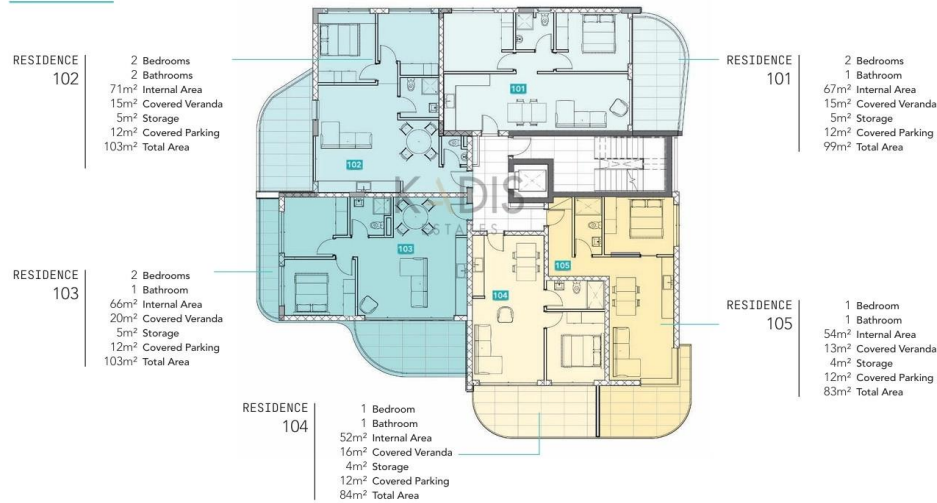 RESIDENCE
102
2 Bedrooms
2 Bathrooms
71m² Internal Area
15m² Covered Veranda
5m² Storage
12m² Covered Parking
103m² Total Area
RESIDENCE
101
2 Bedrooms
1 Bathroom
67m² Internal Area
15m² Covered Veranda
5m² Storage
12m² Covered Parking
99m² Total Area
101
102
KADIS
ESTATES
103
105
104
RESIDENCE
103
2 Bedrooms
1 Bathroom
66m² Internal Area
20m² Covered Veranda
5m² Storage
12m² Covered Parking
103m² Total Area
RESIDENCE
105
1 Bedroom
1 Bathroom
54m² Internal Area
13m² Covered Veranda
4m² Storage
12m² Covered Parking
83m² Total Area
RESIDENCE
104
1 Bedroom
1 Bathroom
52m² Internal Area
16m² Covered Veranda
4m² Storage
12m² Covered Parking
84m² Total Area